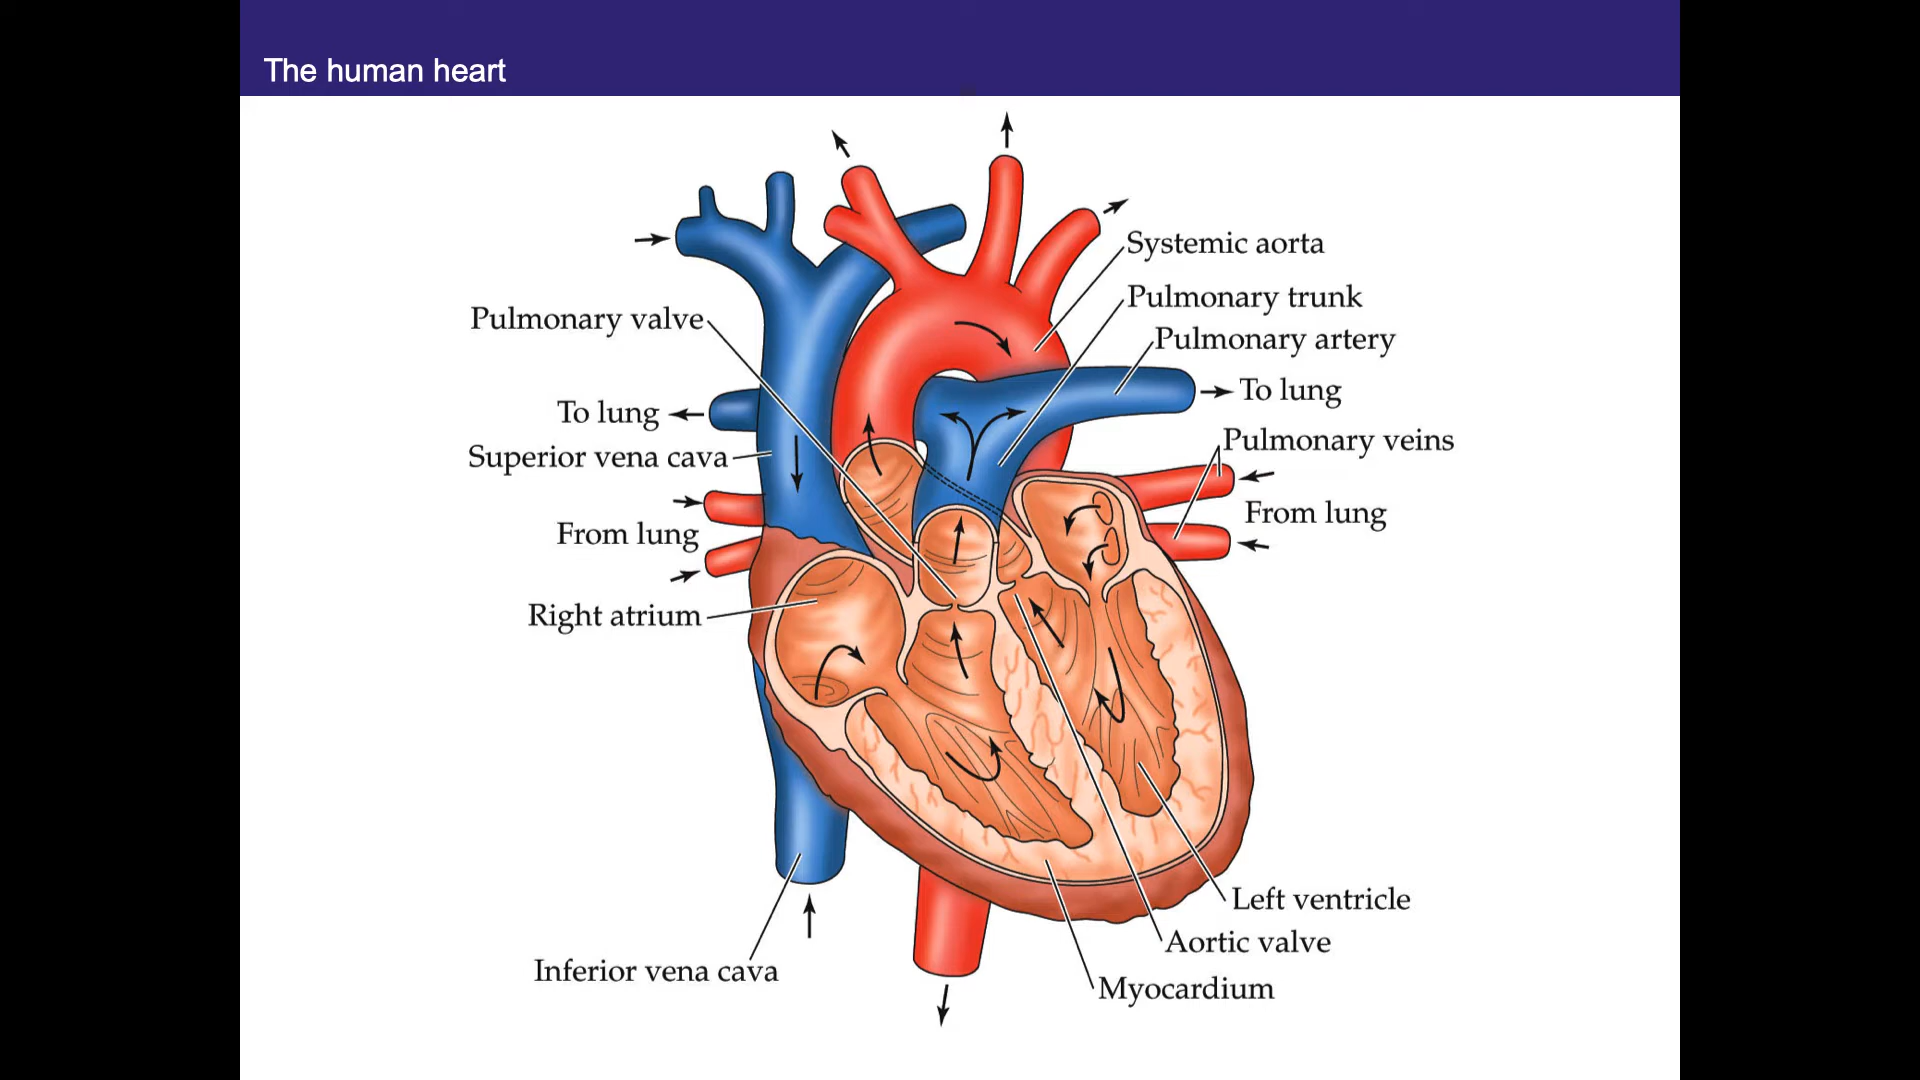 The human heart
Systemic aorta
Pulmonary trunk
Pulmonary valve
Pulmonary artery
To lung
To lung
Pulmonary veins
Superior vena cava
From lung
From lung
Right atrium
Left ventricle
Aortic valve
Inferior vena cava
Myocardium